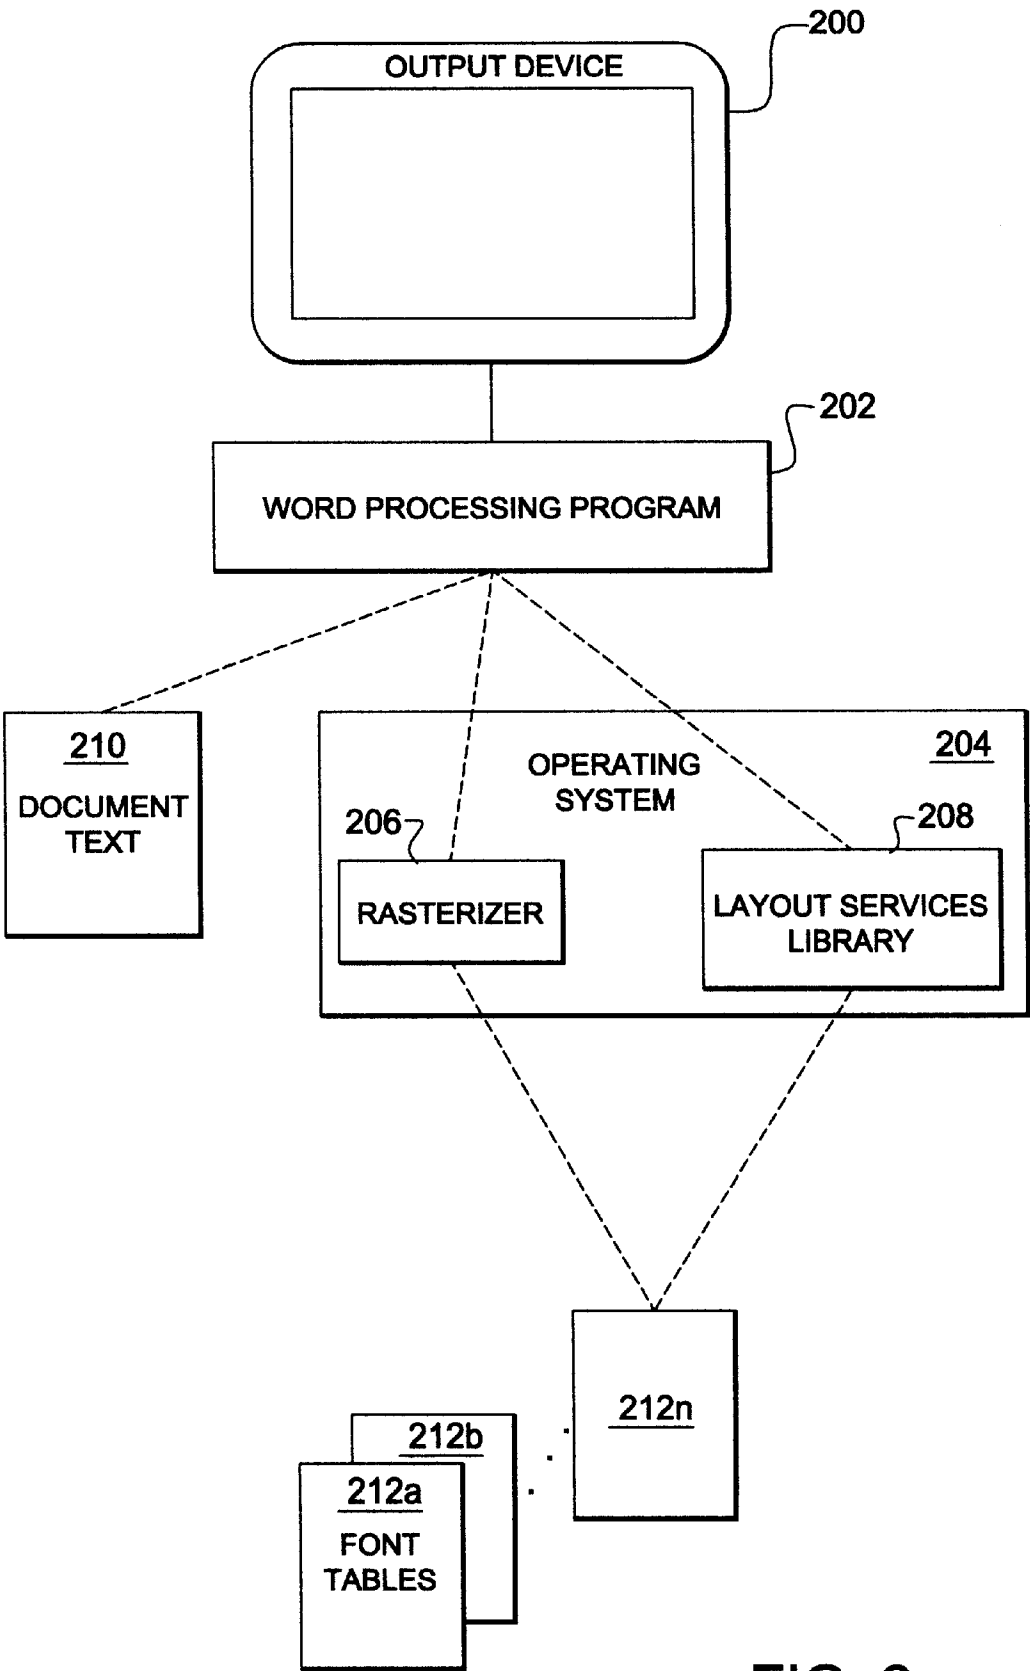 200
OUTPUT DEVICE
202
WORD PROCESSING PROGRAM
210
DOCUMENT
TEXT
204
OPERATING
SYSTEM
206
208
RASTERIZER
LAYOUT SERVICES
LIBRARY
212n
212b
212a
FONT
TABLES